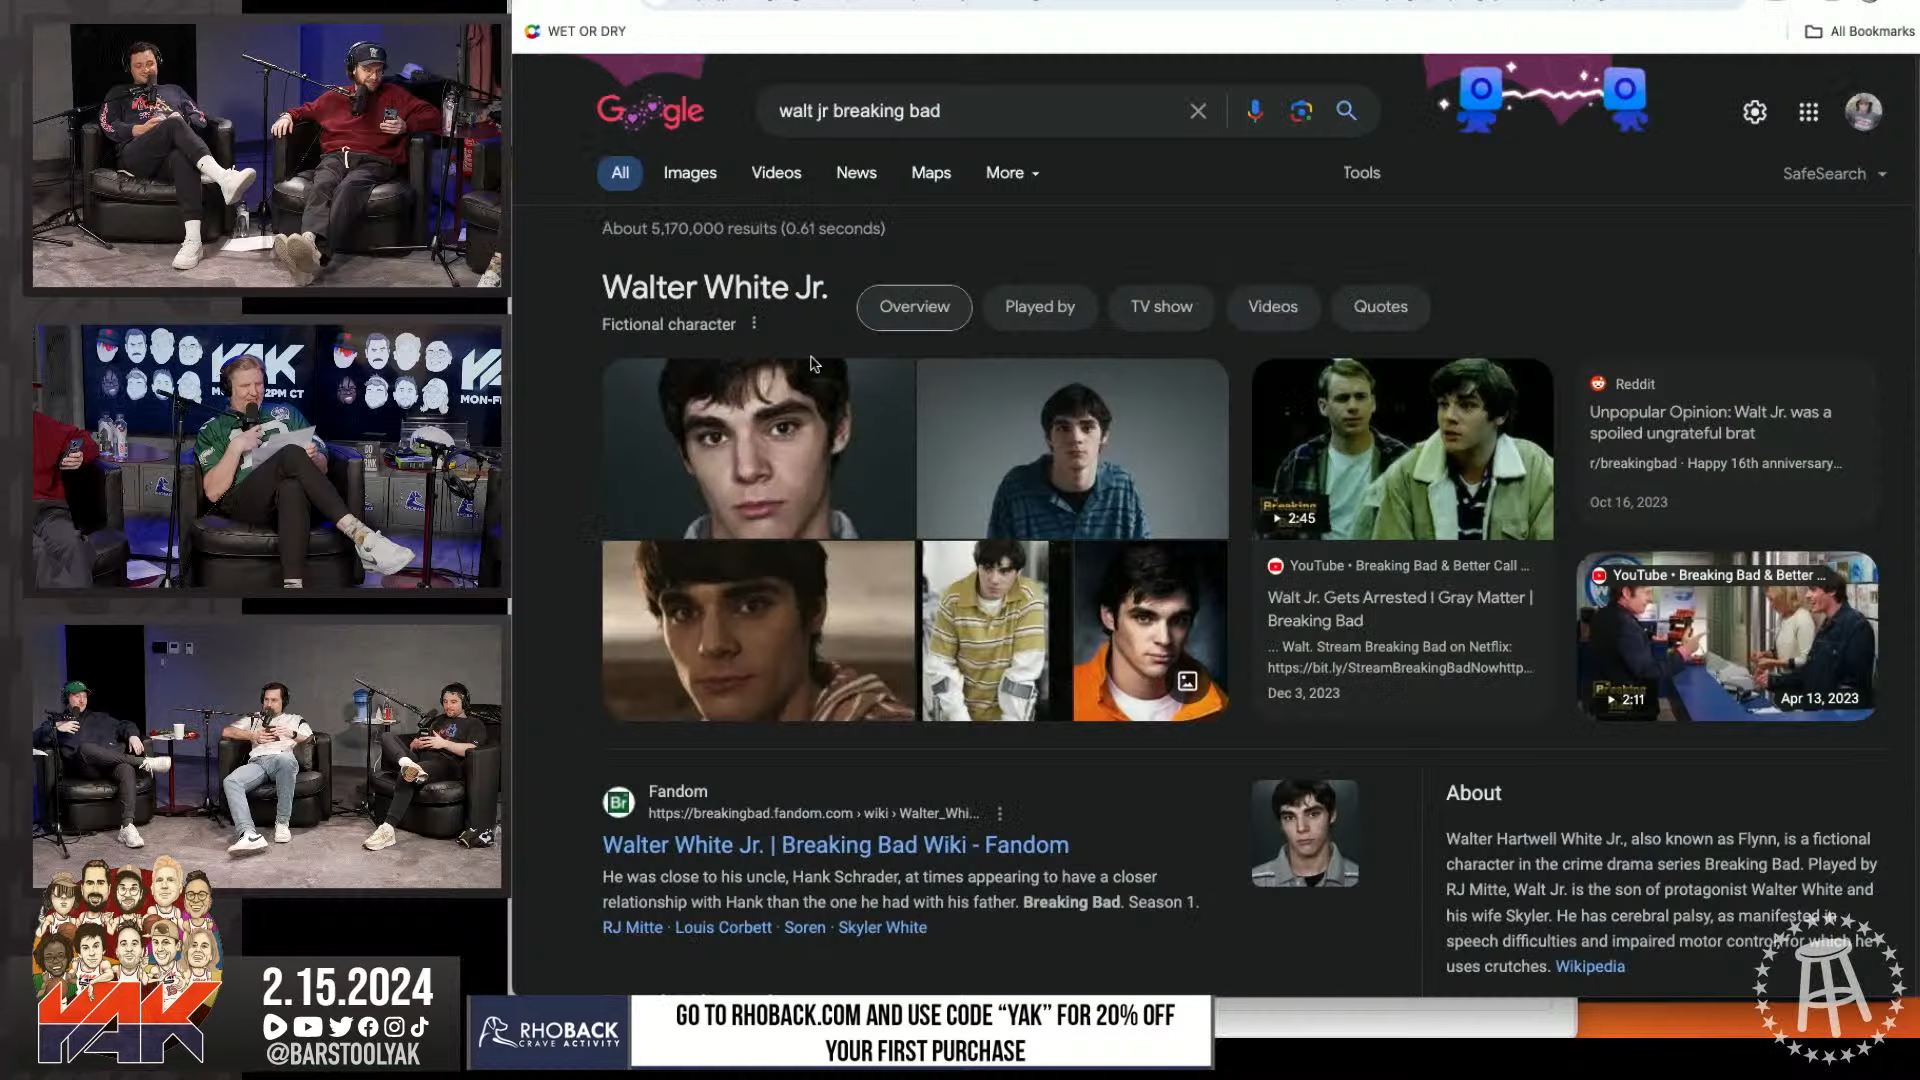 WET OR DRY
All Bookmarks
Google
walt jr breaking bad
All
Images
Videos
News
Maps
More
Tools
SafeSearch
About 5,170,000 results (0.61 seconds)
Walter White Jr.
Fictional character
Overview
Played by
TV show
Videos
Quotes
Breaking
2:45
YouTube • Breaking Bad & Better Call ...
Walt Jr. Gets Arrested I Gray Matter |
Breaking Bad
... Walt. Stream Breaking Bad on Netflix:
https://bit.ly/StreamBreakingBadNowhttp...
Dec 3, 2023
Reddit
Unpopular Opinion: Walt Jr. was a
spoiled ungrateful brat
r/breakingbad · Happy 16th anniversary...
Oct 16, 2023
YouTube • Breaking Bad & Better ...
Breaking
2:11
Apr 13, 2023
Br
Fandom
https://breakingbad.fandom.com › wiki › Walter_Whi...
Walter White Jr. | Breaking Bad Wiki - Fandom
He was close to his uncle, Hank Schrader, at times appearing to have a closer
relationship with Hank than the one he had with his father. Breaking Bad. Season 1.
RJ Mitte · Louis Corbett · Soren · Skyler White
About
Walter Hartwell White Jr., also known as Flynn, is a fictional
character in the crime drama series Breaking Bad. Played by
RJ Mitte, Walt Jr. is the son of protagonist Walter White and
his wife Skyler. He has cerebral palsy, as manifested in
speech difficulties and impaired motor control for which he
uses crutches. Wikipedia
YAK
2PM CT
MON-F
YAK
2.15.2024
@BARSTOOLYAK
RHOBACK
CRAVE ACTIVITY
GO TO RHOBACK.COM AND USE CODE “YAK” FOR 20% OFF
YOUR FIRST PURCHASE